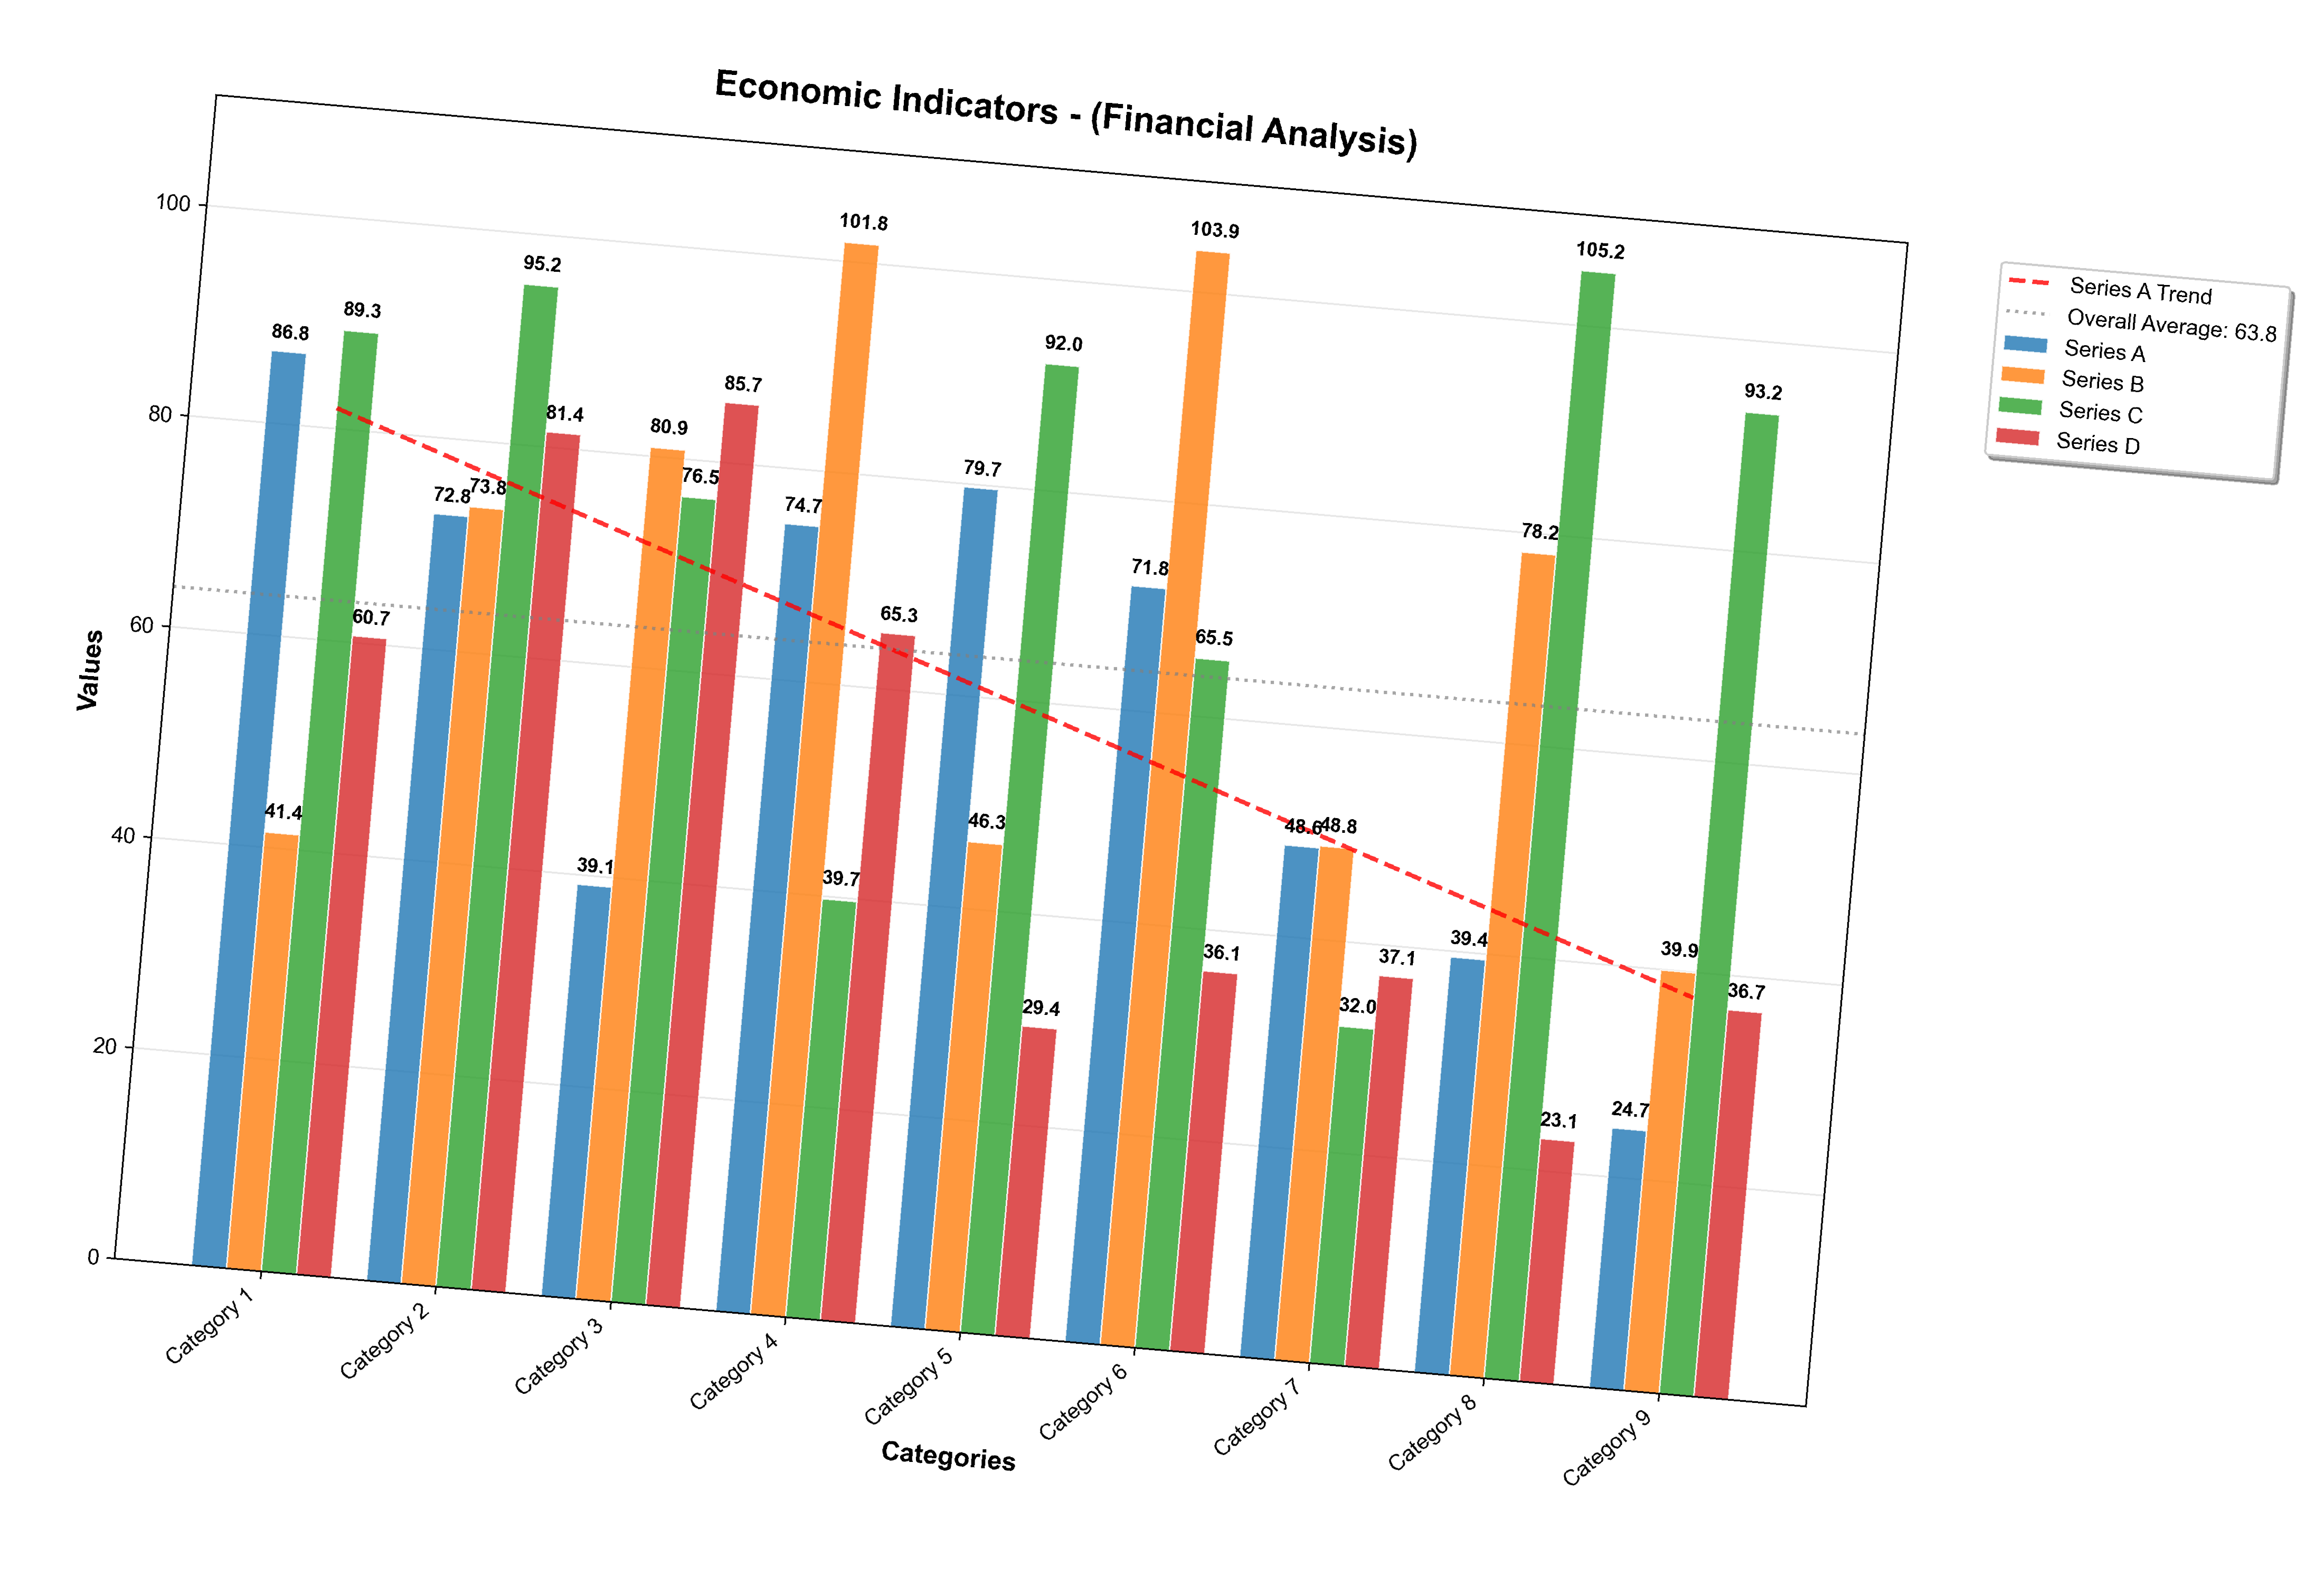 Economic Indicators - (Financial Analysis)
Values
100
80
60
40
20
0
86.8
41.4
89.3
60.7
72.8
73.8
95.2
81.4
39.1
80.9
76.5
85.7
74.7
101.8
39.7
65.3
79.7
46.3
92.0
29.4
71.8
103.9
65.5
36.1
48.6
48.8
32.0
37.1
39.4
78.2
105.2
23.1
24.7
39.9
93.2
36.7
Category 1
Category 2
Category 3
Category 4
Category 5
Category 6
Category 7
Category 8
Category 9
Categories
Series A Trend
Overall Average: 63.8
Series A
Series B
Series C
Series D